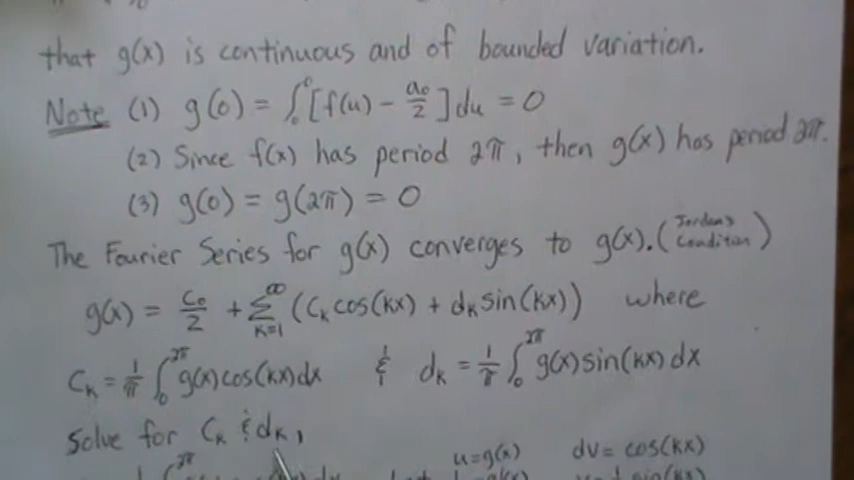 that g(x) is continuous and of bounded variation.
Note (1) g(0) = ∫₀⁰ [f(u) - a₀/2] du = 0
(2) Since f(x) has period 2π, then g(x) has period 2π.
(3) g(0) = g(2π) = 0
The Fourier Series for g(x) converges to g(x). (Jordan's Condition)
g(x) = C₀/2 + ∑_{K=1}^{∞} (C_K cos(Kx) + d_K sin(Kx)) where
C_K = 1/π ∫₀^{2π} g(x) cos(Kx) dx & d_K = 1/π ∫₀^{2π} g(x) sin(Kx) dx
Solve for C_K & d_K,
u = g(x) dv = cos(Kx)